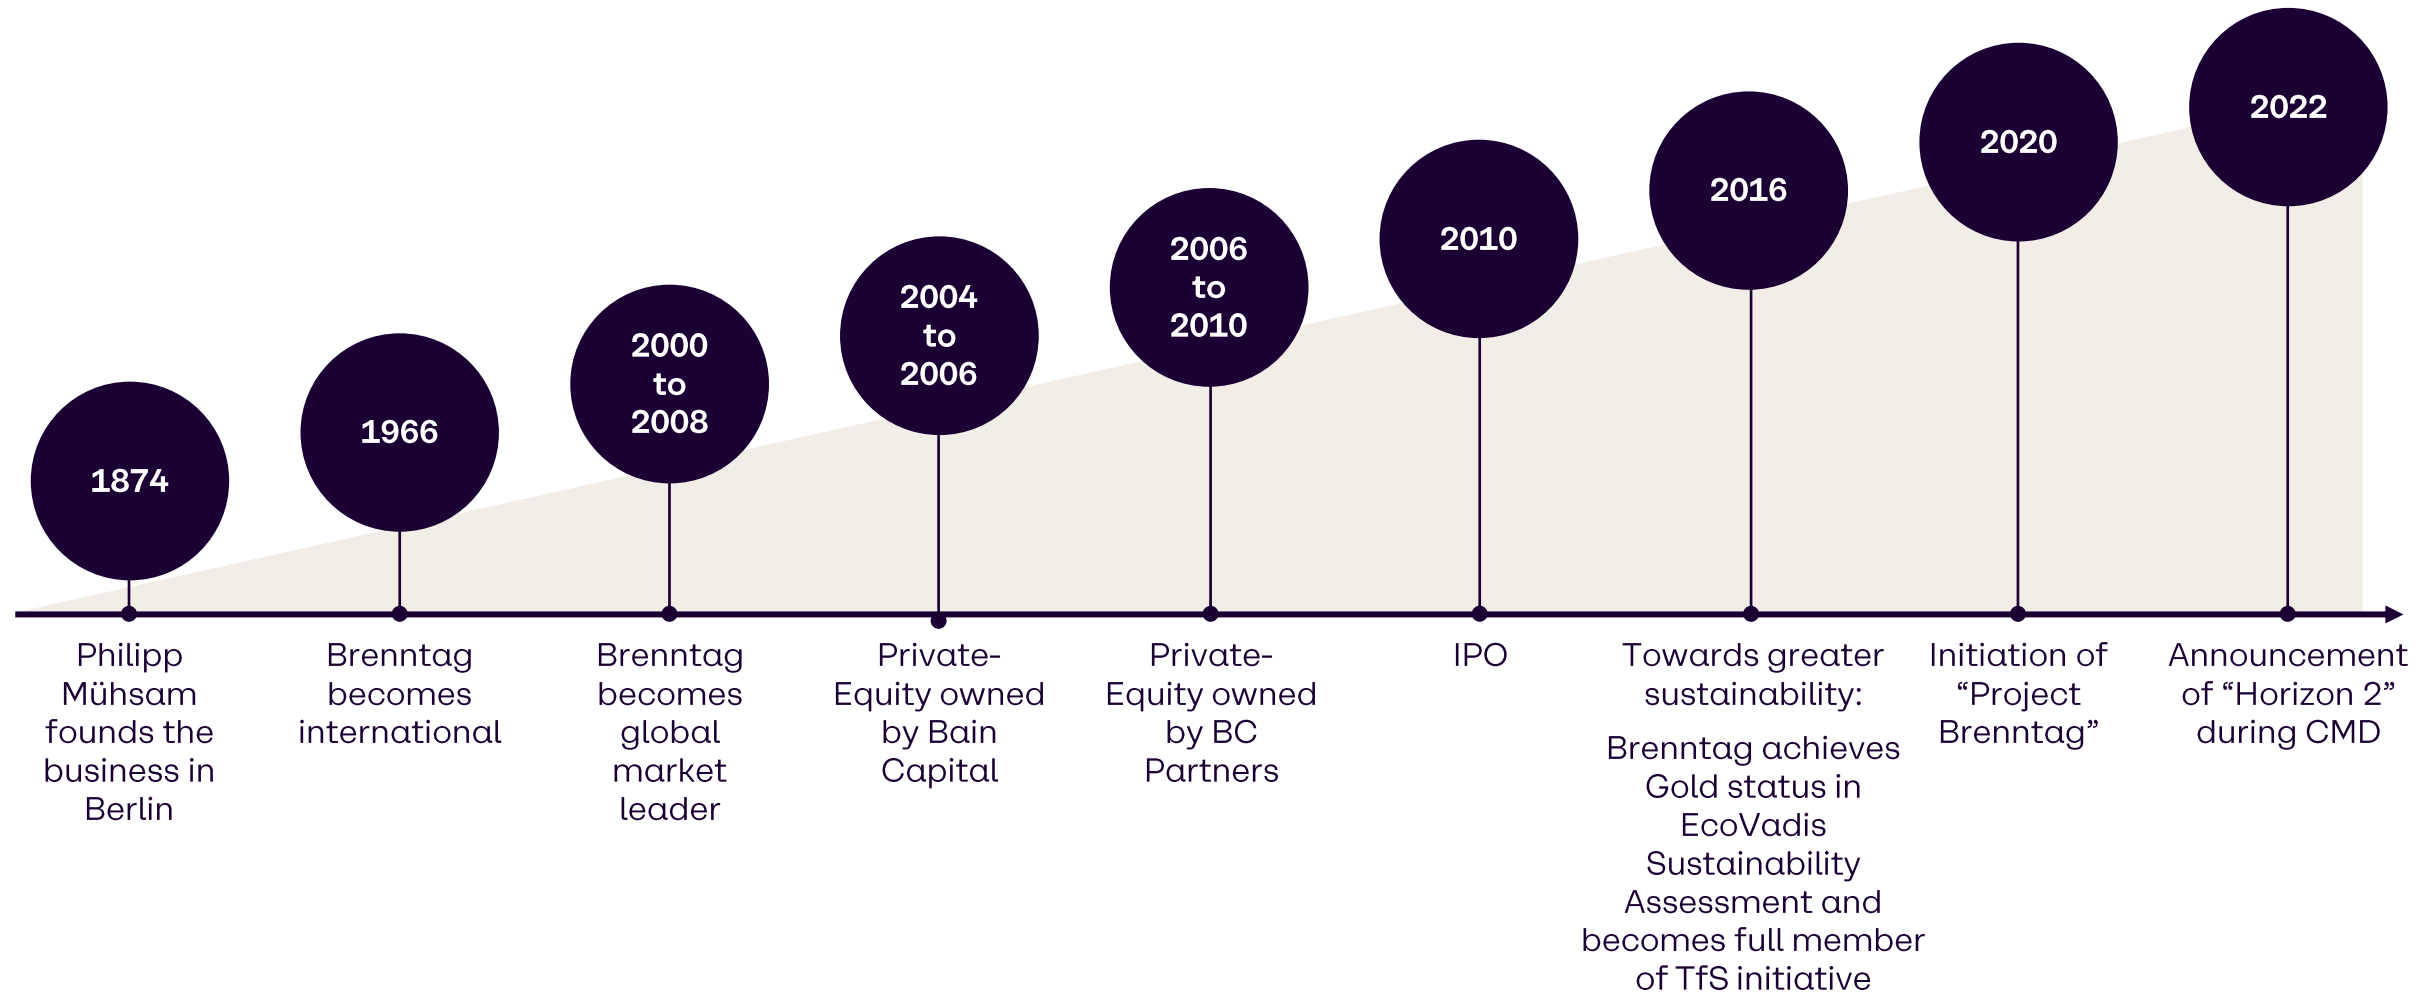 1874
Philipp
Mühsam
founds the
business in
Berlin
1966
Brenntag
becomes
international
2000
to
2008
Brenntag
becomes
global
market
leader
2004
to
2006
Private-
Equity owned
by Bain
Capital
2006
to
2010
Private-
Equity owned
by BC
Partners
2010
IPO
2016
Towards greater
sustainability:
Brenntag achieves
Gold status in
EcoVadis
Sustainability
Assessment and
becomes full member
of TfS initiative
2020
Initiation of
“Project
Brenntag”
2022
Announcement
of “Horizon 2”
during CMD